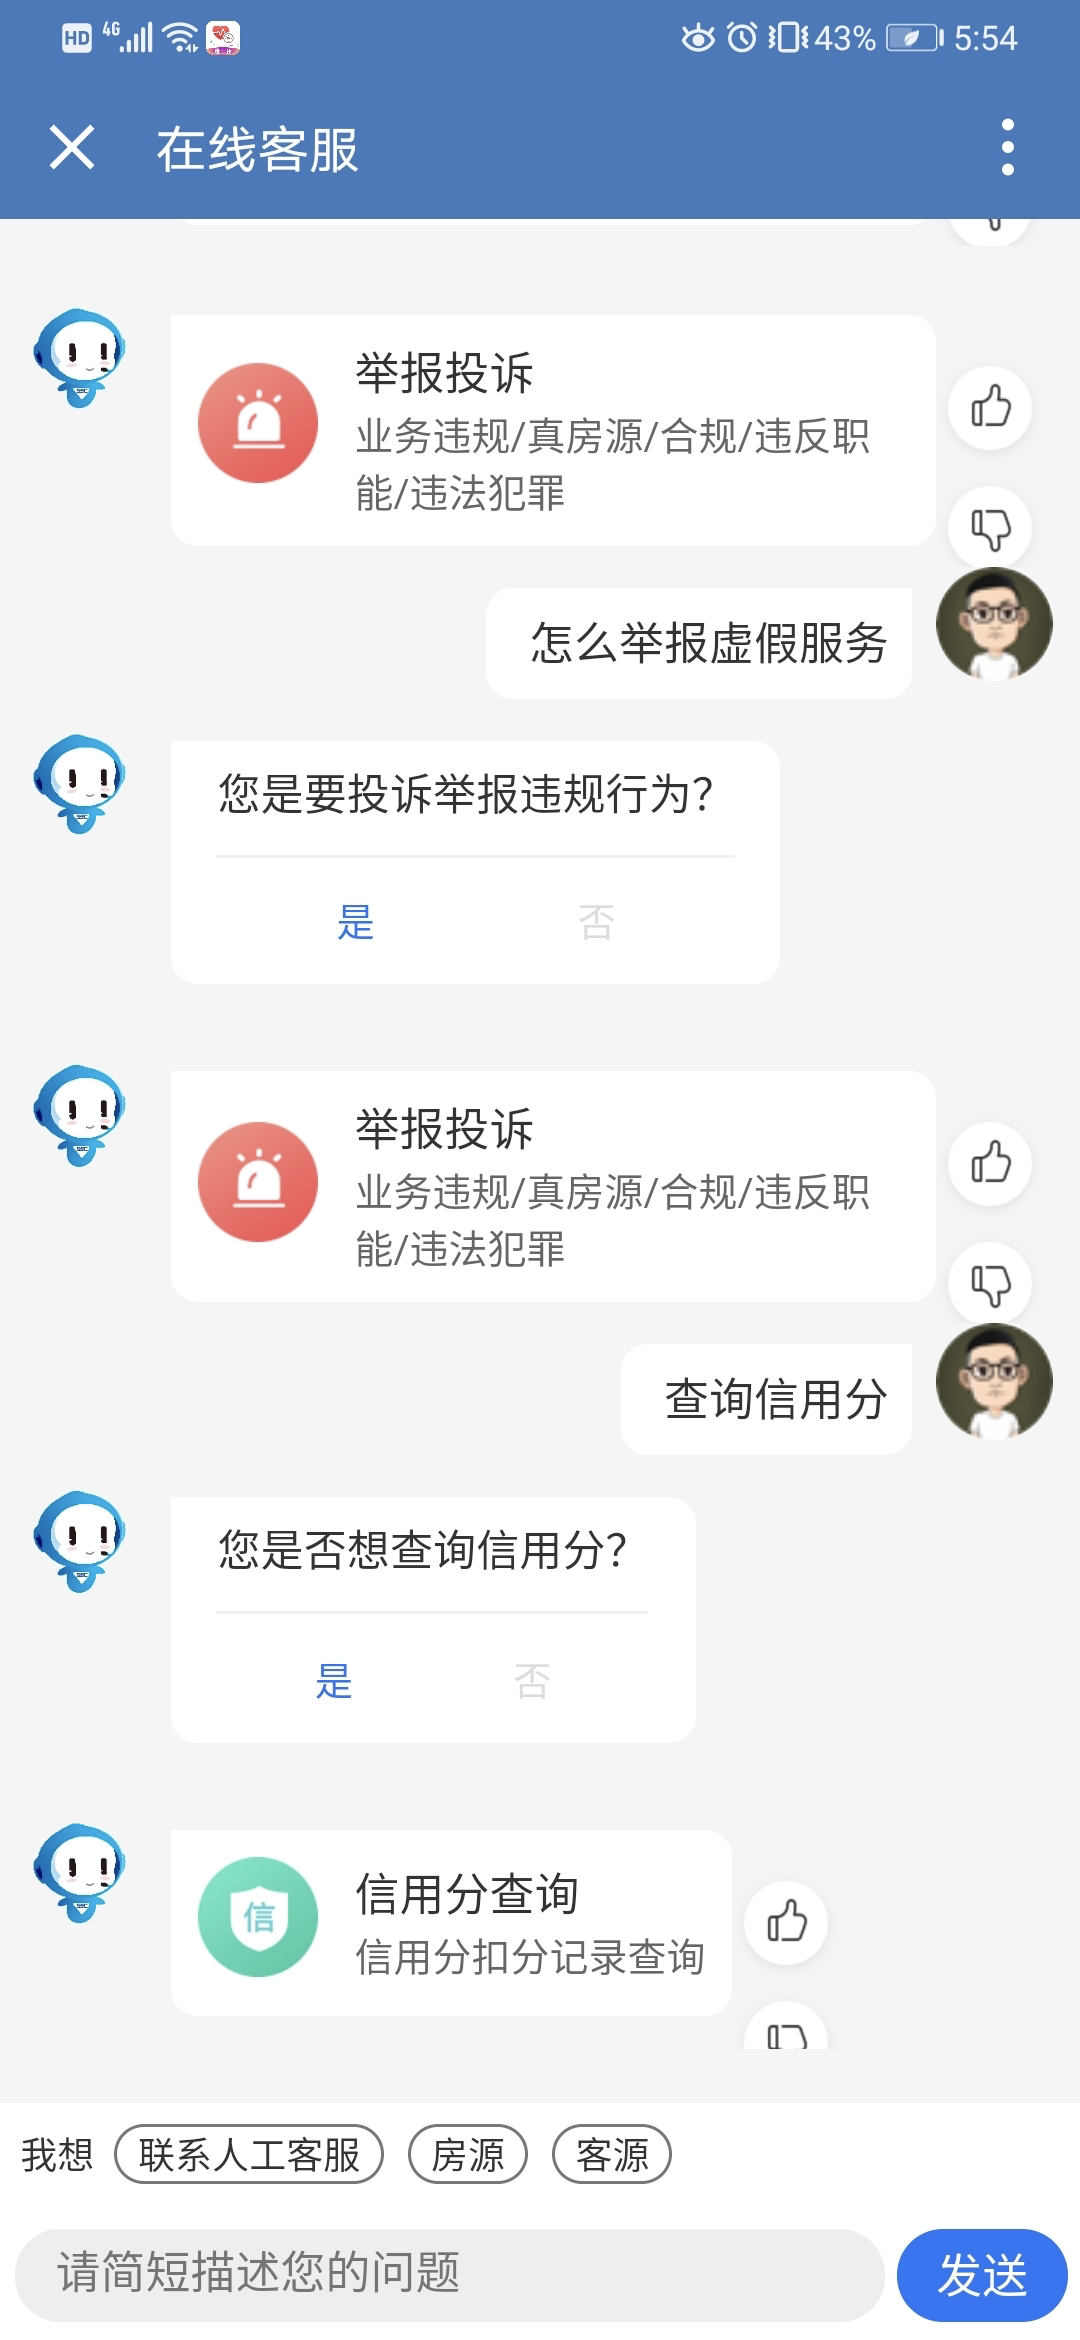 HD 4G 43% 5:54
在线客服
举报投诉
业务违规/真房源/合规/违反职
能/违法犯罪
怎么举报虚假服务
您是要投诉举报违规行为？
是 否
举报投诉
业务违规/真房源/合规/违反职
能/违法犯罪
查询信用分
您是否想查询信用分？
是 否
信
信用分查询
信用分扣分记录查询
我想 联系人工客服 房源 客源
请简短描述您的问题 发送